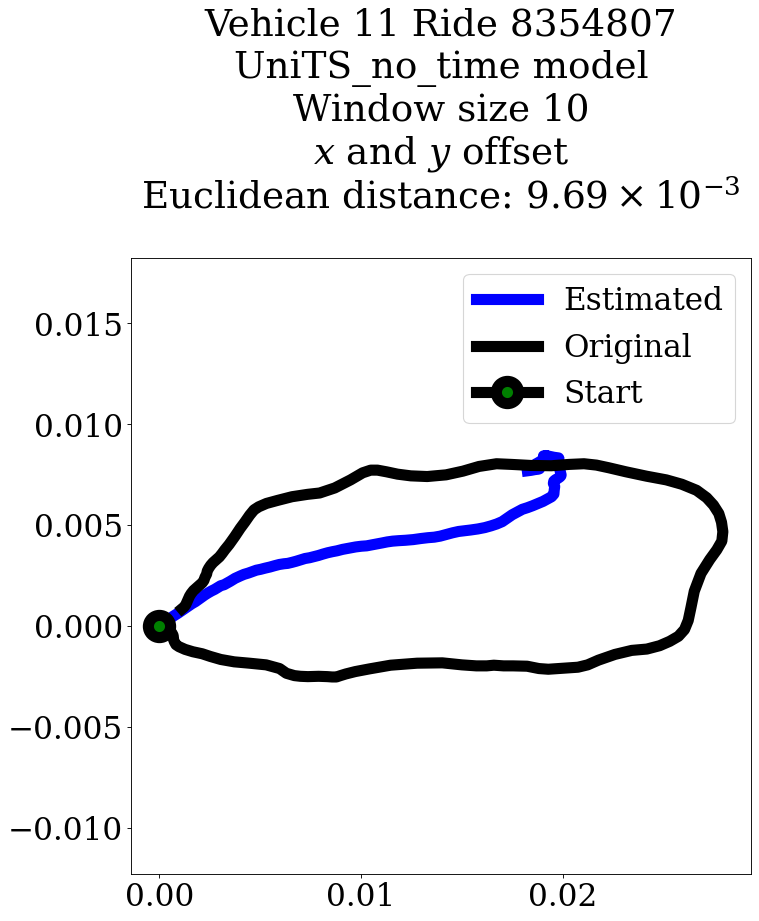 Vehicle 11 Ride 8354807
UniTS_no_time model
Window size 10
x and y offset
Euclidean distance: 9.69 × 10⁻³
Estimated
Original
Start
0.015
0.010
0.005
0.000
−0.005
−0.010
0.00 0.01 0.02